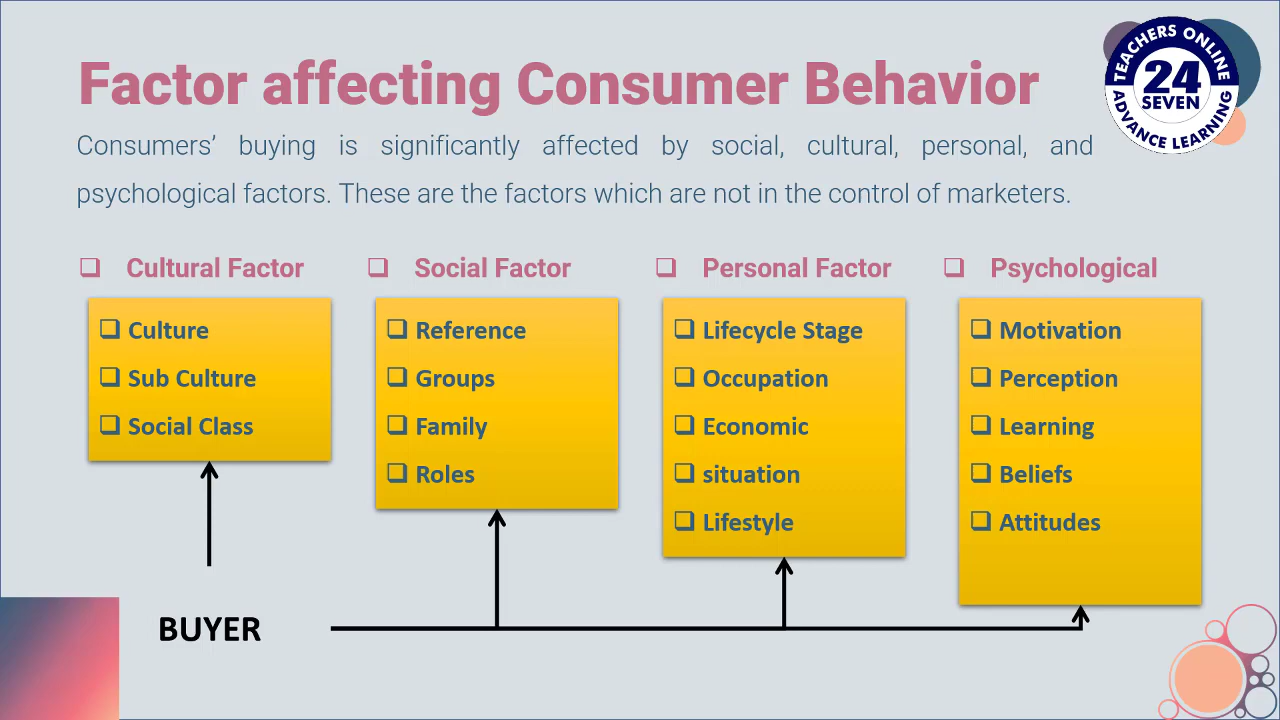 Factor affecting Consumer Behavior
TEACHERS ONLINE
24
SEVEN
ADVANCE LEARNING
Consumers’ buying is significantly affected by social, cultural, personal, and
psychological factors. These are the factors which are not in the control of marketers.
❑ Cultural Factor
❑ Culture
❑ Sub Culture
❑ Social Class
❑ Social Factor
❑ Reference
❑ Groups
❑ Family
❑ Roles
❑ Personal Factor
❑ Lifecycle Stage
❑ Occupation
❑ Economic
❑ situation
❑ Lifestyle
❑ Psychological
❑ Motivation
❑ Perception
❑ Learning
❑ Beliefs
❑ Attitudes
BUYER